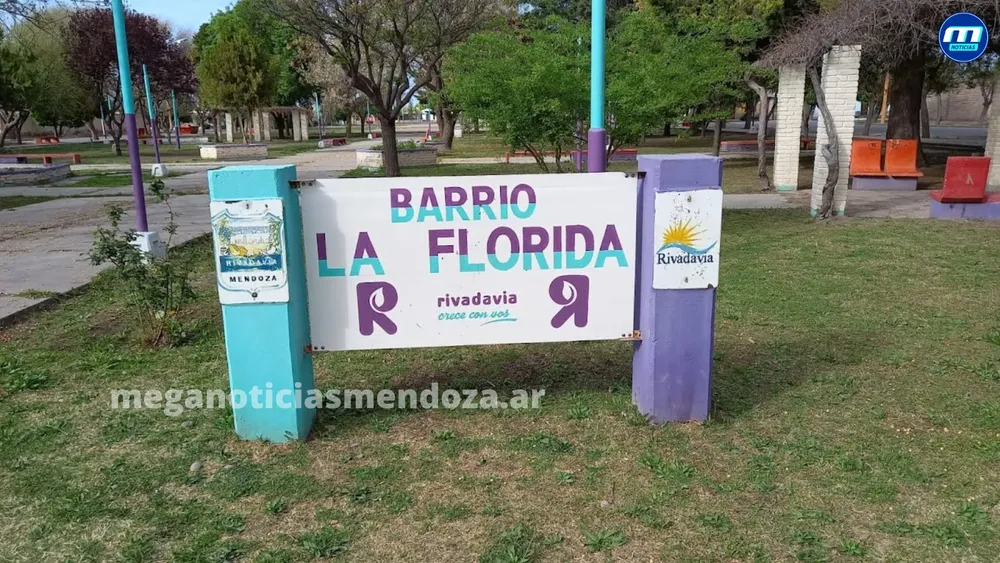 M
NOTICIAS
BARRIO
LA FLORIDA
RIVADAVIA
MENDOZA
Rivadavia
R
rivadavia
crece con vos
R
meganoticiasmendoza.ar